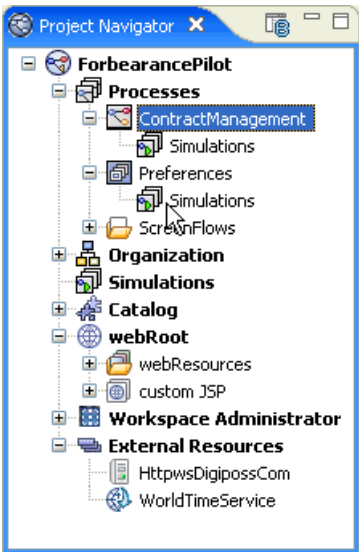 Project Navigator
ForbearancePilot
Processes
ContractManagement
Simulations
Preferences
Simulations
ScreenFlows
Organization
Simulations
Catalog
webRoot
webResources
custom JSP
Workspace Administrator
External Resources
HttpwsDigipossCom
WorldTimeService